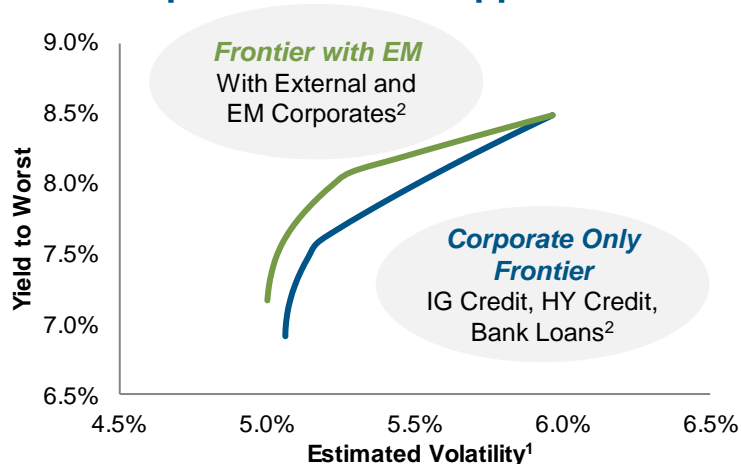 9.0%
Frontier with EM
With External and
EM Corporates²
8.5%
8.0%
Yield to Worst
7.5%
Corporate Only
Frontier
IG Credit, HY Credit,
Bank Loans²
7.0%
6.5%
4.5% 5.0% 5.5% 6.0% 6.5%
Estimated Volatility¹